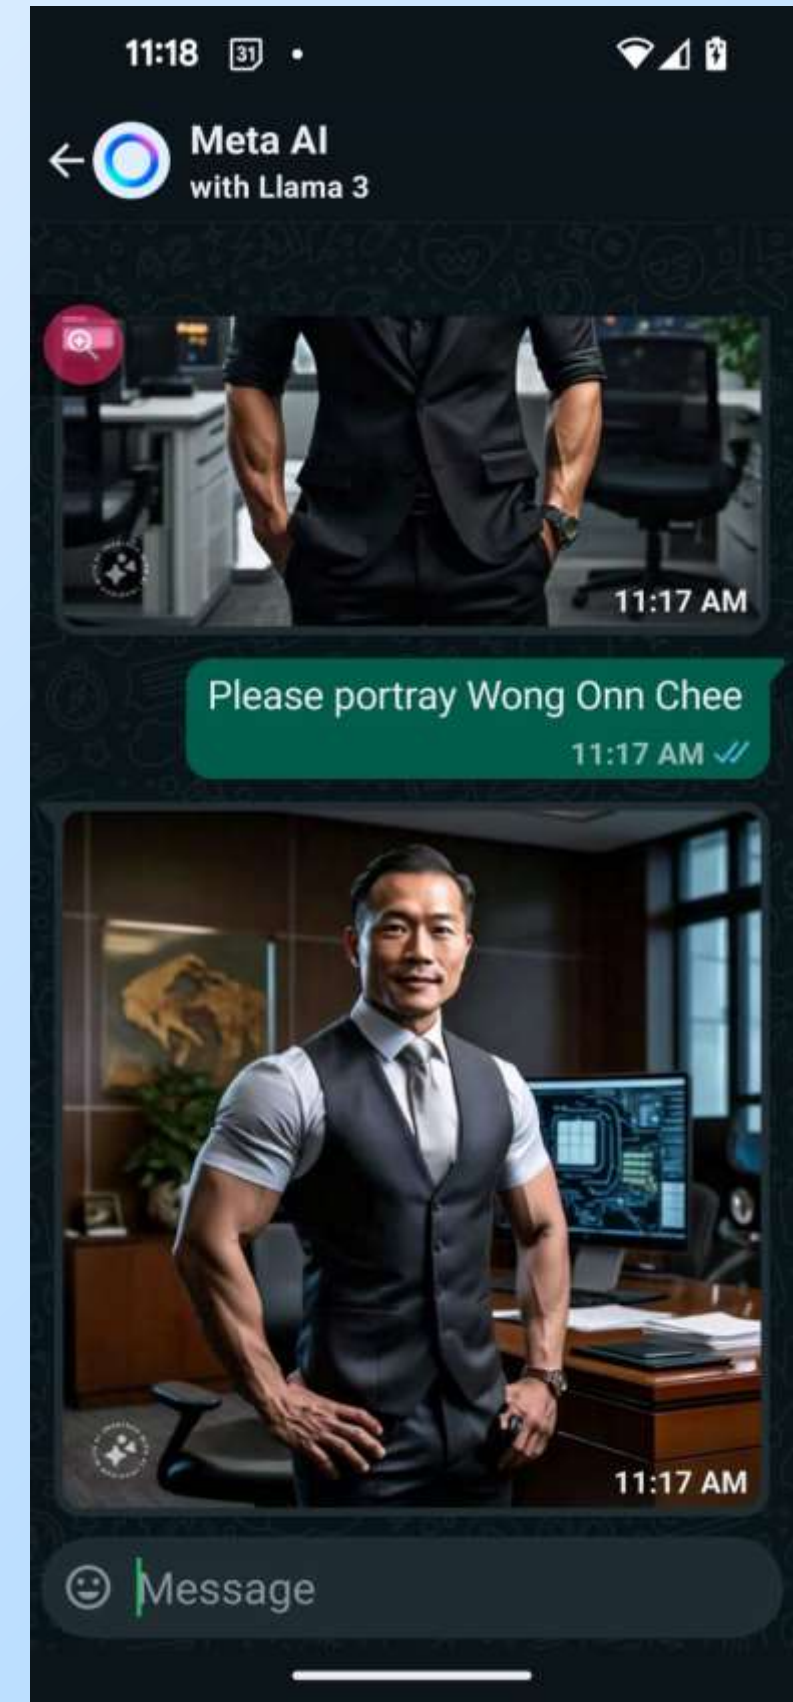 11:18 31
Meta AI
with Llama 3
11:17 AM
Please portray Wong Onn Chee
11:17 AM
11:17 AM
Message